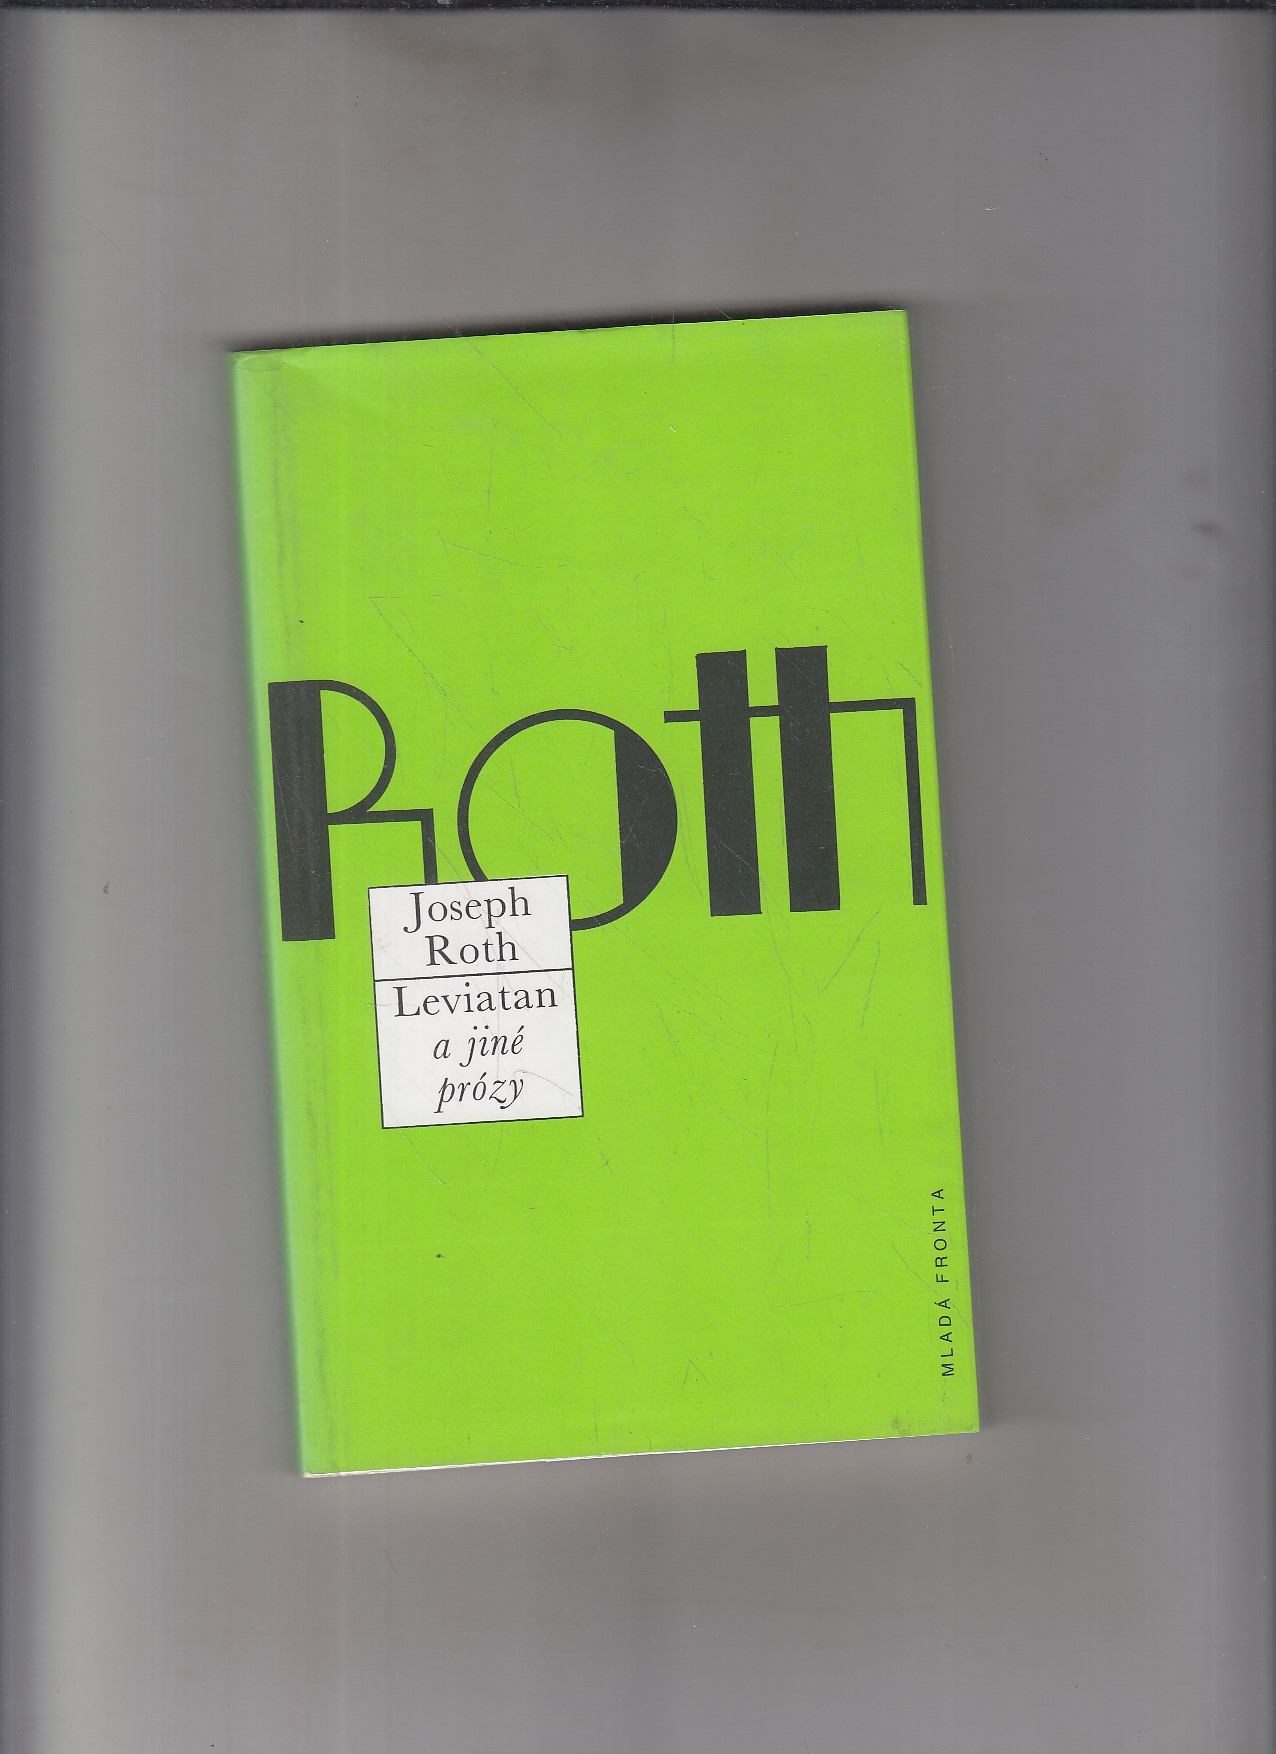 Roth
Joseph
Roth
Leviatan
a jiné
prózy
MLADÁ FRONTA